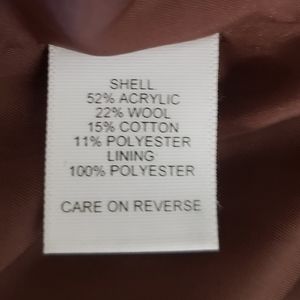 SHELL
52% ACRYLIC
22% WOOL
15% COTTON
11% POLYESTER
LINING
100% POLYESTER
CARE ON REVERSE